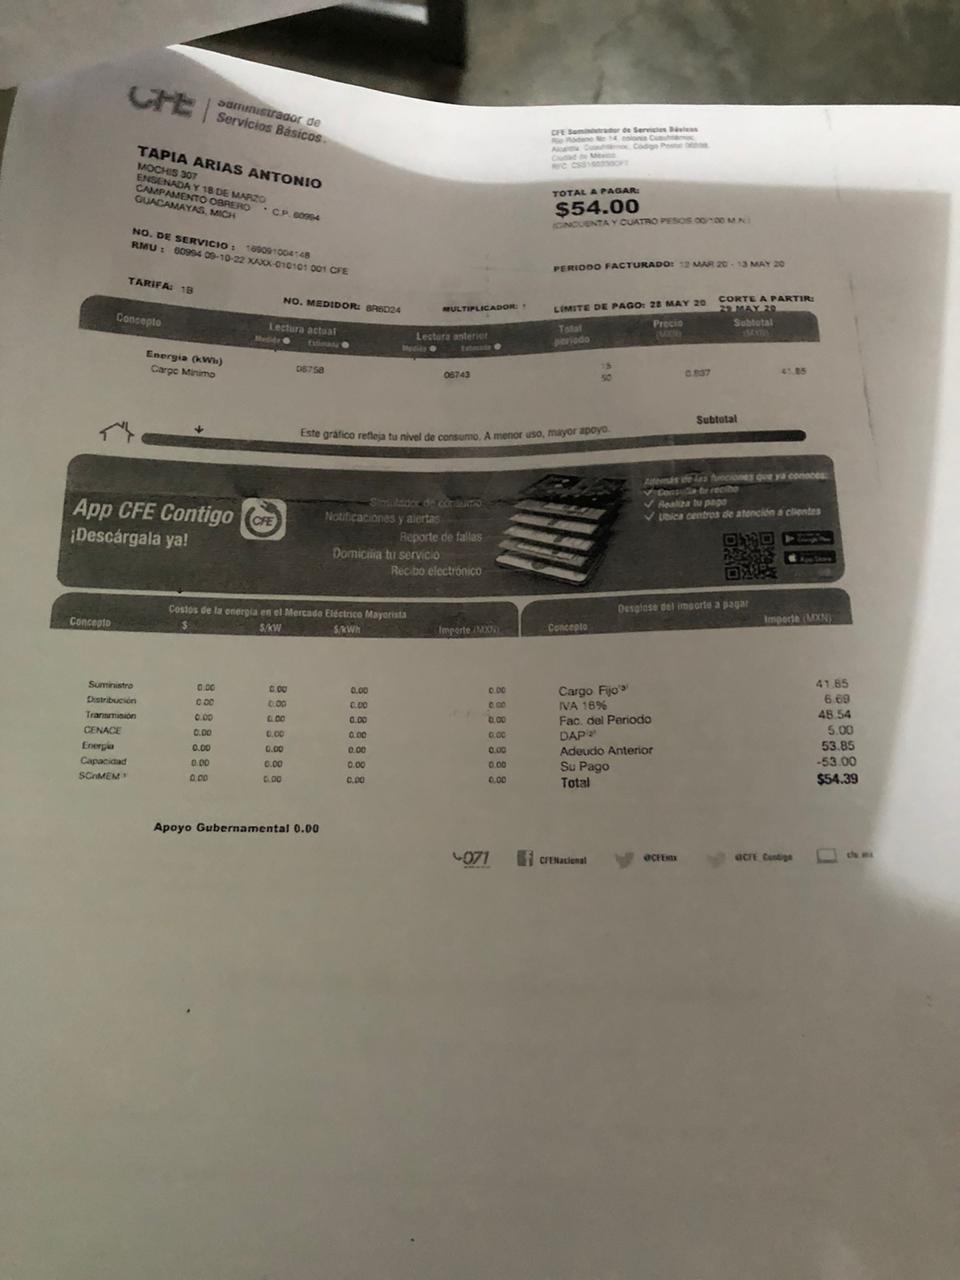 CFE Suministrador de
Servicios Básicos.
CFE Suministrador de Servicios Básicos
Río Ródano No 14, colonia Cuauhtémoc,
Alcaldía Cuauhtémoc, Código Postal
Ciudad de México
TAPIA ARIAS ANTONIO
MOCHIS 307
ENSENADA Y 18 DE MARZO
CAMPAMENTO OBRERO C.P. 60994
GUACAMAYAS, MICH
TOTAL A PAGAR:
$54.00
(CINCUENTA Y CUATRO PESOS 00/100 M.N.)
NO. DE SERVICIO : 169091004148
RMU : 60994 09-10-22 XAXX-010101 001 CFE
PERIODO FACTURADO: 12 MAR 20 - 13 MAY 20
TARIFA: 1B
NO. MEDIDOR: 8R6D24
MULTIPLICADOR: 1
LÍMITE DE PAGO: 28 MAY 20
CORTE A PARTIR:
29 MAY 20
Concepto Lectura actual Lectura anterior Total periodo Precio (MXN) Subtotal (MXN)
Medida Estimada Medida Estimada
Energía (kWh) 06758 06743 15
Cargo Mínimo 50 0.837 41.85
Subtotal
Este gráfico refleja tu nivel de consumo. A menor uso, mayor apoyo.
App CFE Contigo
¡Descárgala ya!
CFE
Simulador de consumo
Notificaciones y alertas
Reporte de fallas
Domicilia tu servicio
Recibo electrónico
Además de las funciones que ya conoces:
Consulta tu recibo
Realiza tu pago
Ubica centros de atención a clientes
Google Play
App Store
Costos de la energía en el Mercado Eléctrico Mayorista
Concepto $ $/kW $/kWh Importe (MXN)
Suministro 0.00 0.00 0.00 0.00
Distribución 0.00 0.00 0.00 0.00
Transmisión 0.00 0.00 0.00 0.00
CENACE 0.00 0.00 0.00 0.00
Energía 0.00 0.00 0.00 0.00
Capacidad 0.00 0.00 0.00 0.00
SCnMEM 0.00 0.00 0.00 0.00
Desglose del importe a pagar
Concepto Importe (MXN)
Cargo Fijo 41.85
IVA 16% 6.69
Fac. del Periodo 48.54
DAP 5.00
Adeudo Anterior 53.85
Su Pago -53.00
Total $54.39
Apoyo Gubernamental 0.00
071 CFENacional @CFEmx @CFE_Contigo cfe.mx